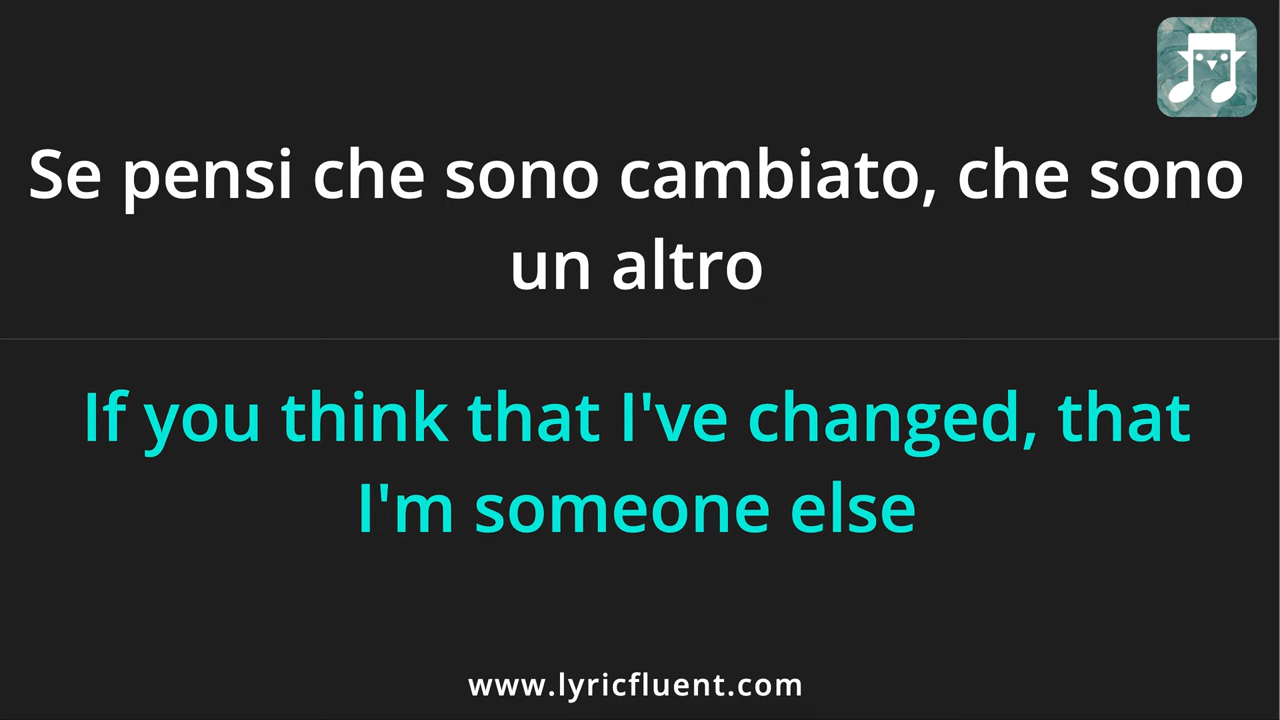 Se pensi che sono cambiato, che sono
un altro
If you think that I've changed, that
I'm someone else
www.lyricfluent.com